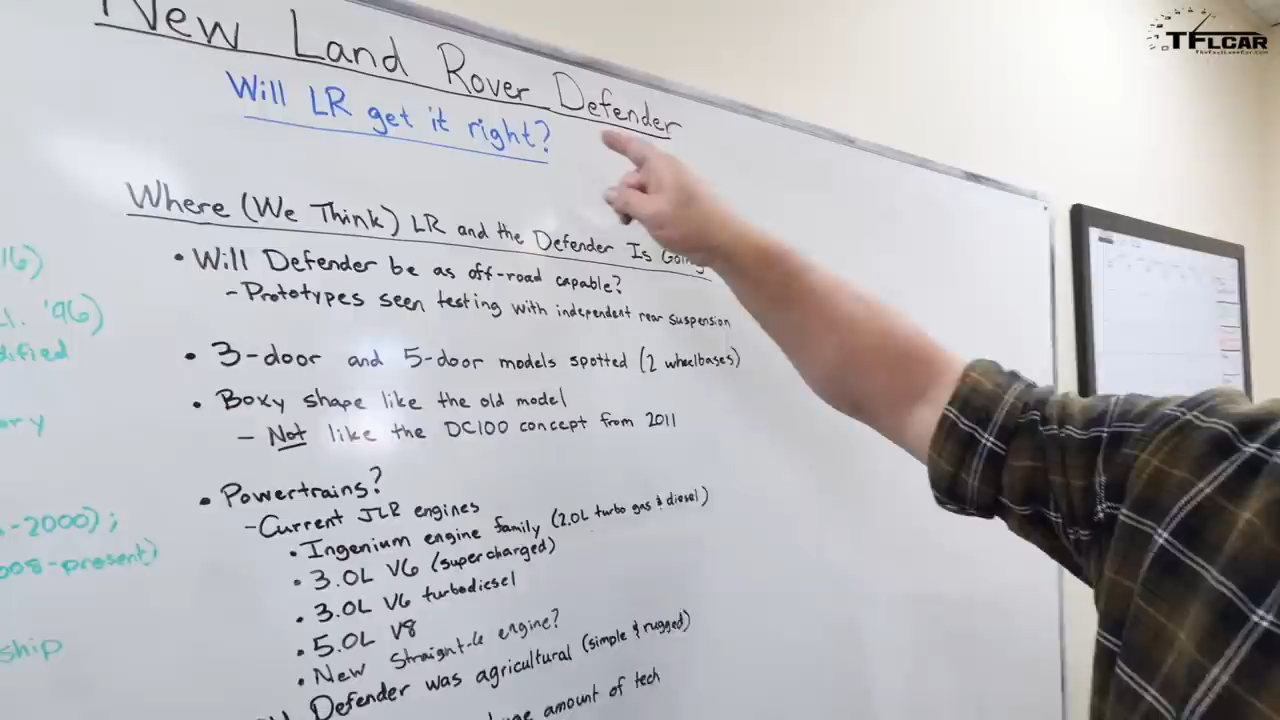 New Land Rover Defender
Will LR get it right?
Where (We Think) LR and the Defender Is Going
• Will Defender be as off-road capable?
- Prototypes seen testing with independent rear suspension
• 3-door and 5-door models spotted (2 wheelbases)
• Boxy shape like the old model
- Not like the DC100 concept from 2011
• Powertrains?
- Current JLR engines
• Ingenium engine family (2.0L turbo gas & diesel)
• 3.0L V6 (supercharged)
• 3.0L V6 turbodiesel
• 5.0L V8
• New Straight-6 engine?
Defender was agricultural (simple & rugged)
amount of tech
16)
'96)
-2000);
008-present)
ship
TFLCAR